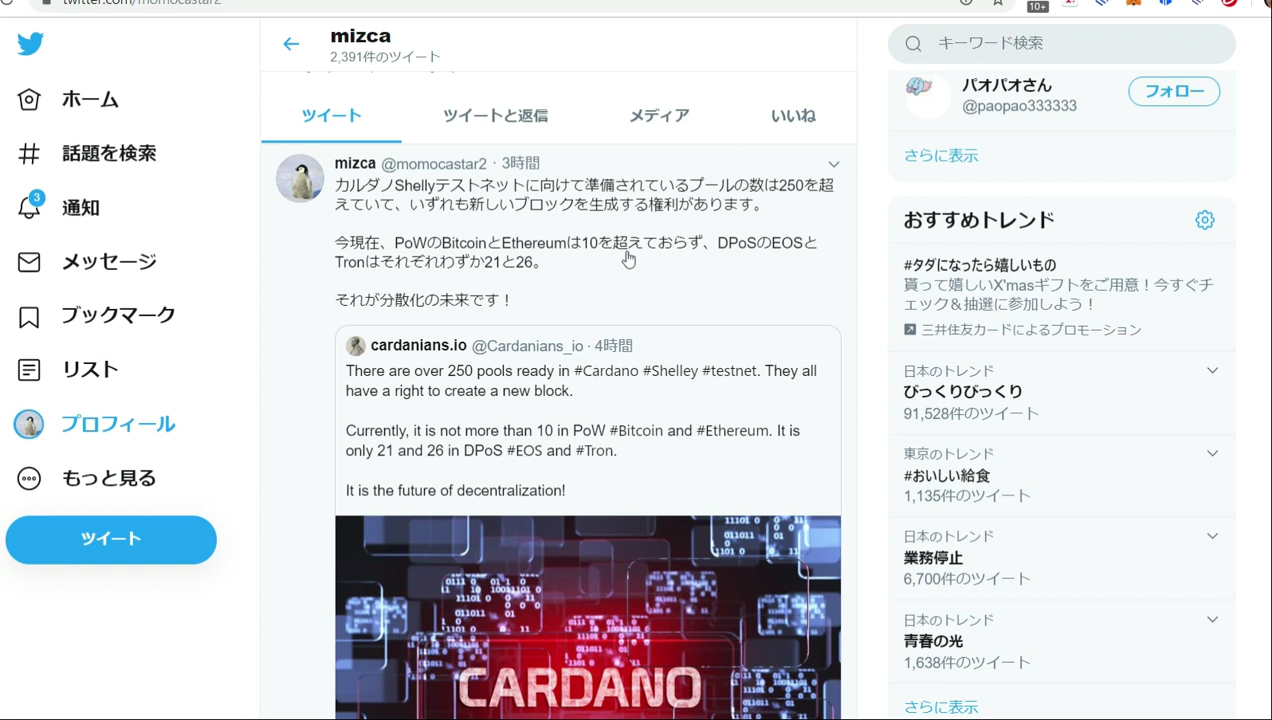 twitter.com/momocastar2
10+
mizca
2,391件のツイート
キーワード検索
ホーム
話題を検索
3
通知
メッセージ
ブックマーク
リスト
プロフィール
もっと見る
ツイート
ツイート
ツイートと返信
メディア
いいね
mizca @momocastar2 · 3時間
カルダノShellyテストネットに向けて準備されているプールの数は250を超
えていて、いずれも新しいブロックを生成する権利があります。
今現在、PoWのBitcoinとEthereumは10を超えておらず、DPoSのEOSと
Tronはそれぞれわずか21と26。
それが分散化の未来です！
cardanians.io @Cardanians_io · 4時間
There are over 250 pools ready in #Cardano #Shelley #testnet. They all
have a right to create a new block.
Currently, it is not more than 10 in PoW #Bitcoin and #Ethereum. It is
only 21 and 26 in DPoS #EOS and #Tron.
It is the future of decentralization!
CARDANO
パオパオさん
@paopao333333
フォロー
さらに表示
おすすめトレンド
#タダになったら嬉しいもの
貰って嬉しいX'masギフトをご用意！今すぐチ
ェック＆抽選に参加しよう！
三井住友カードによるプロモーション
日本のトレンド
びっくりびっくり
91,528件のツイート
東京のトレンド
#おいしい給食
1,135件のツイート
日本のトレンド
業務停止
6,700件のツイート
日本のトレンド
青春の光
1,638件のツイート
さらに表示